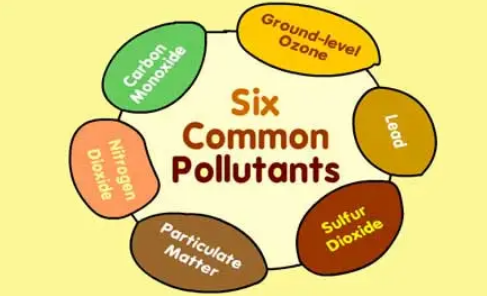 Six
Common
Pollutants
Ground-level
Ozone
Lead
Sulfur
Dioxide
Particulate
Matter
Nitrogen
Dioxide
Carbon
Monoxide